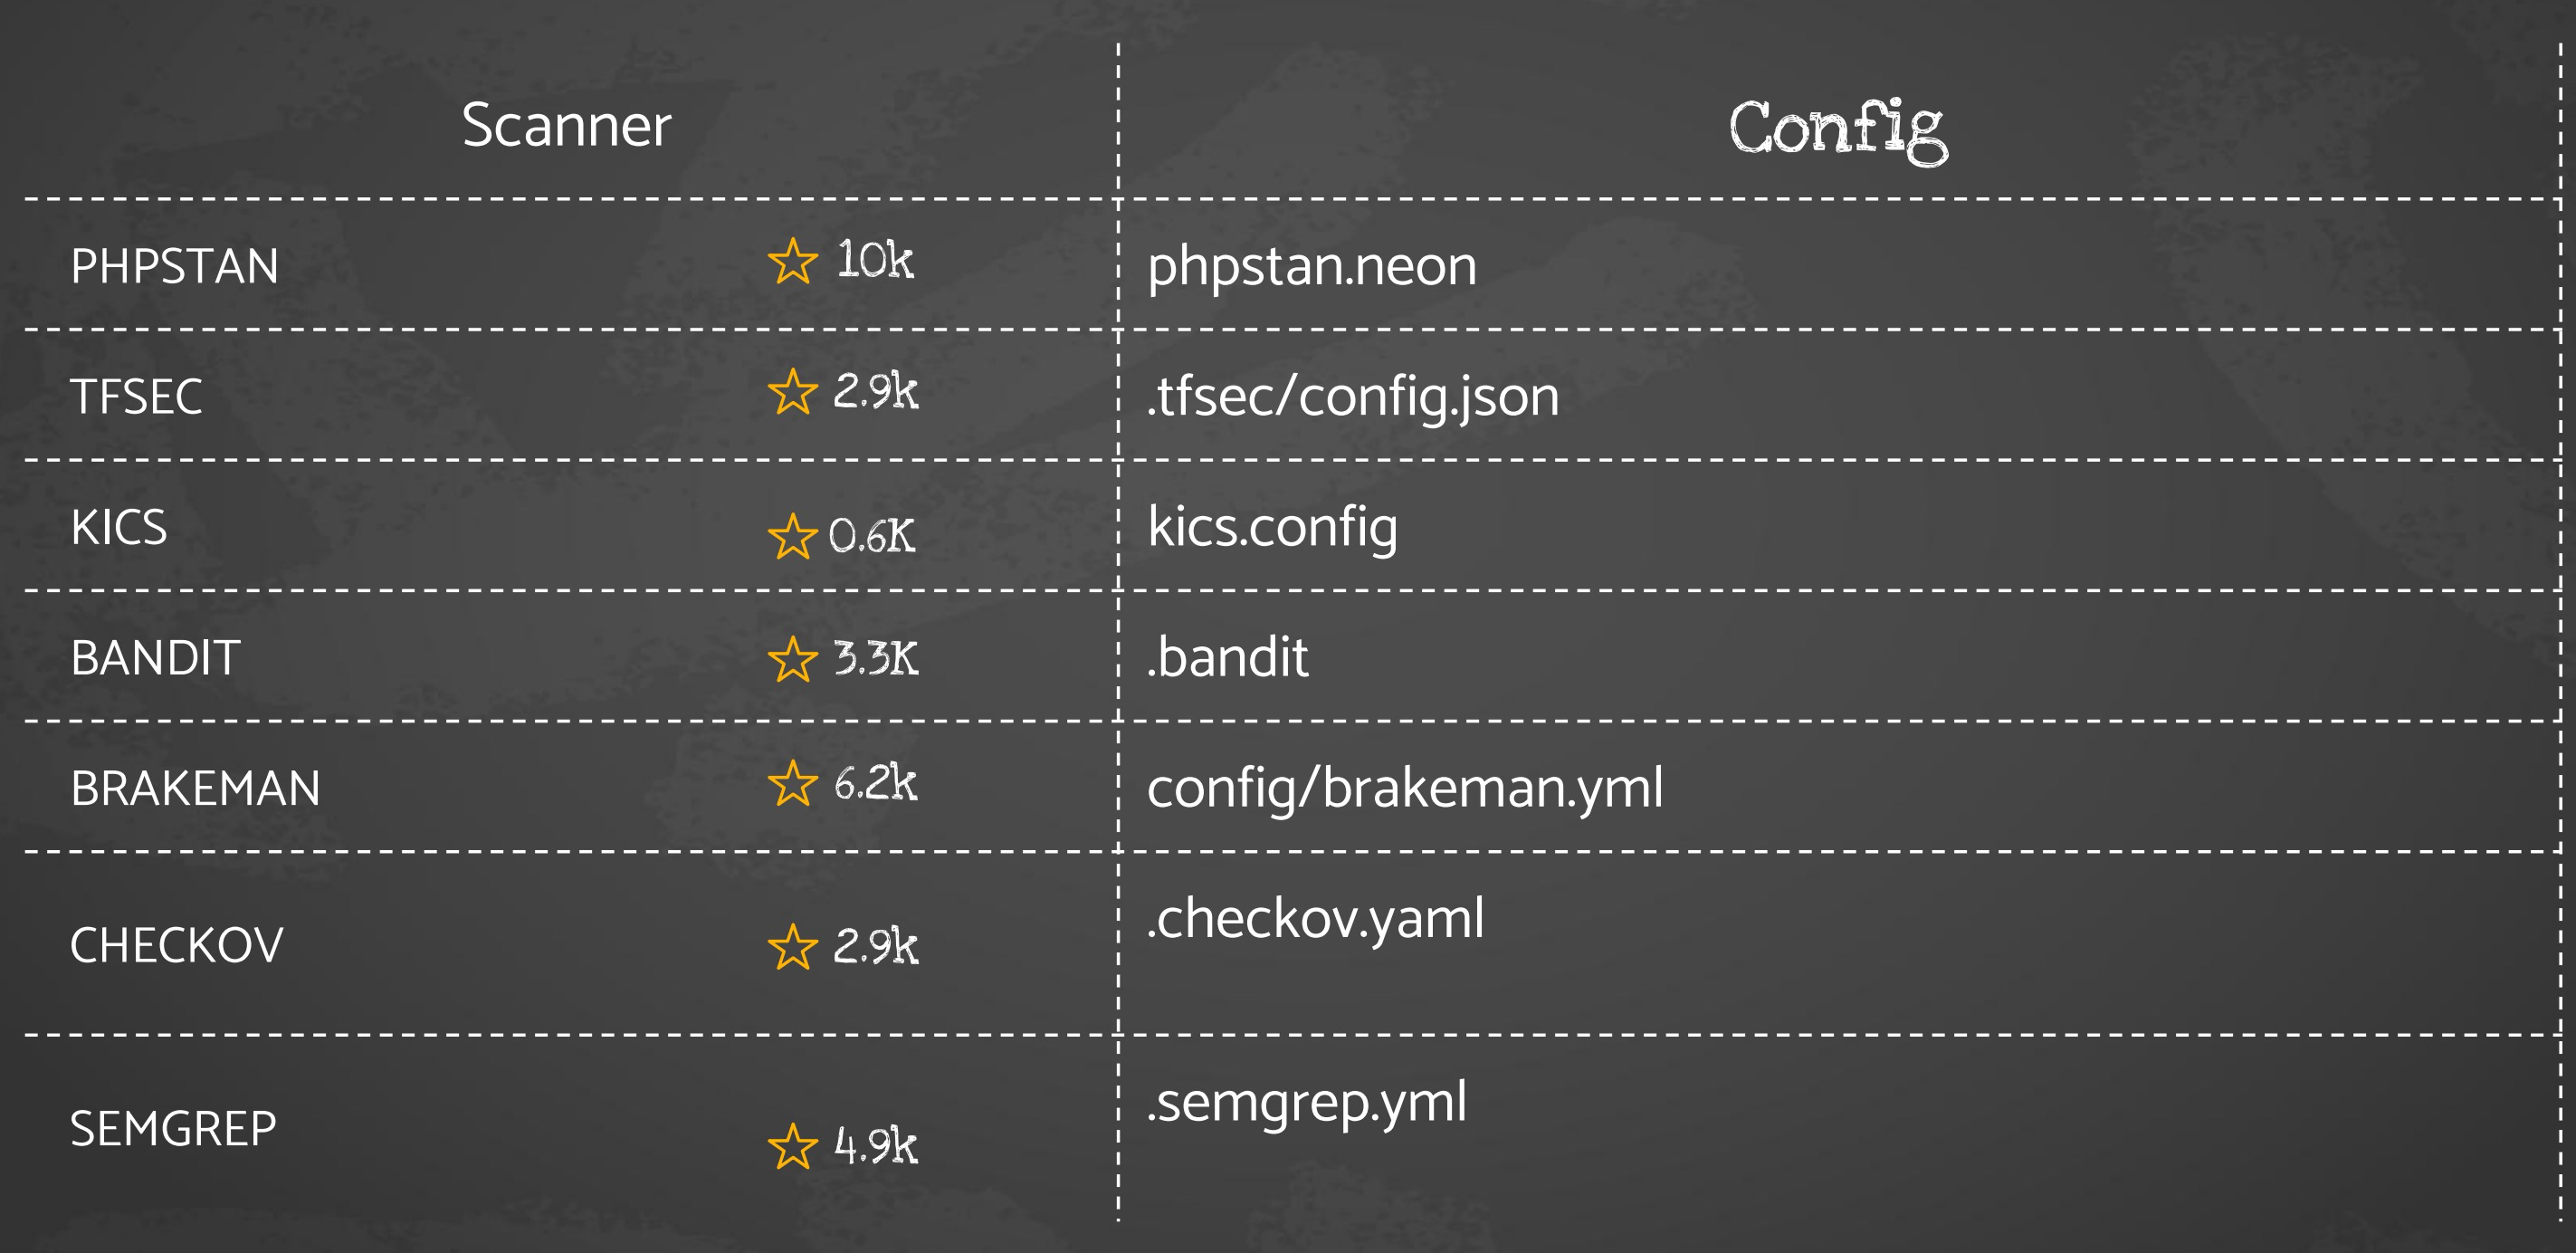 Scanner Config
PHPSTAN 10k phpstan.neon
TFSEC 2.9k .tfsec/config.json
KICS 0.6K kics.config
BANDIT 3.3K .bandit
BRAKEMAN 6.2k config/brakeman.yml
CHECKOV 2.9k .checkov.yaml
SEMGREP 4.9k .semgrep.yml